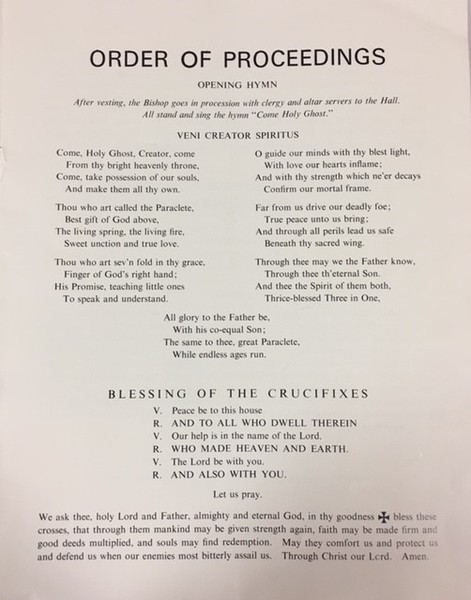 ORDER OF PROCEEDINGS
OPENING HYMN
After vesting, the Bishop goes in procession with clergy and altar servers to the Hall.
All stand and sing the hymn "Come Holy Ghost."
VENI CREATOR SPIRITUS
Come, Holy Ghost, Creator, come
From thy bright heavenly throne,
Come, take possession of our souls,
And make them all thy own.
Thou who art called the Paraclete,
Best gift of God above,
The living spring, the living fire,
Sweet unction and true love.
Thou who art sev'n fold in thy grace,
Finger of God's right hand;
His Promise, teaching little ones
To speak and understand.
O guide our minds with thy blest light,
With love our hearts inflame;
And with thy strength which ne'er decays
Confirm our mortal frame.
Far from us drive our deadly foe;
True peace unto us bring;
And through all perils lead us safe
Beneath thy sacred wing.
Through thee may we the Father know,
Through thee th'eternal Son.
And thee the Spirit of them both,
Thrice-blessed Three in One,
All glory to the Father be,
With his co-equal Son;
The same to thee, great Paraclete,
While endless ages run.
BLESSING OF THE CRUCIFIXES
V. Peace be to this house
R. AND TO ALL WHO DWELL THEREIN
V. Our help is in the name of the Lord.
R. WHO MADE HEAVEN AND EARTH.
V. The Lord be with you.
R. AND ALSO WITH YOU.
Let us pray.
We ask thee, holy Lord and Father, almighty and eternal God, in thy goodness ✠ bless these
crosses, that through them mankind may be given strength again, faith may be made firm and
good deeds multiplied, and souls may find redemption. May they comfort us and protect us
and defend us when our enemies most bitterly assail us. Through Christ our Lord. Amen.